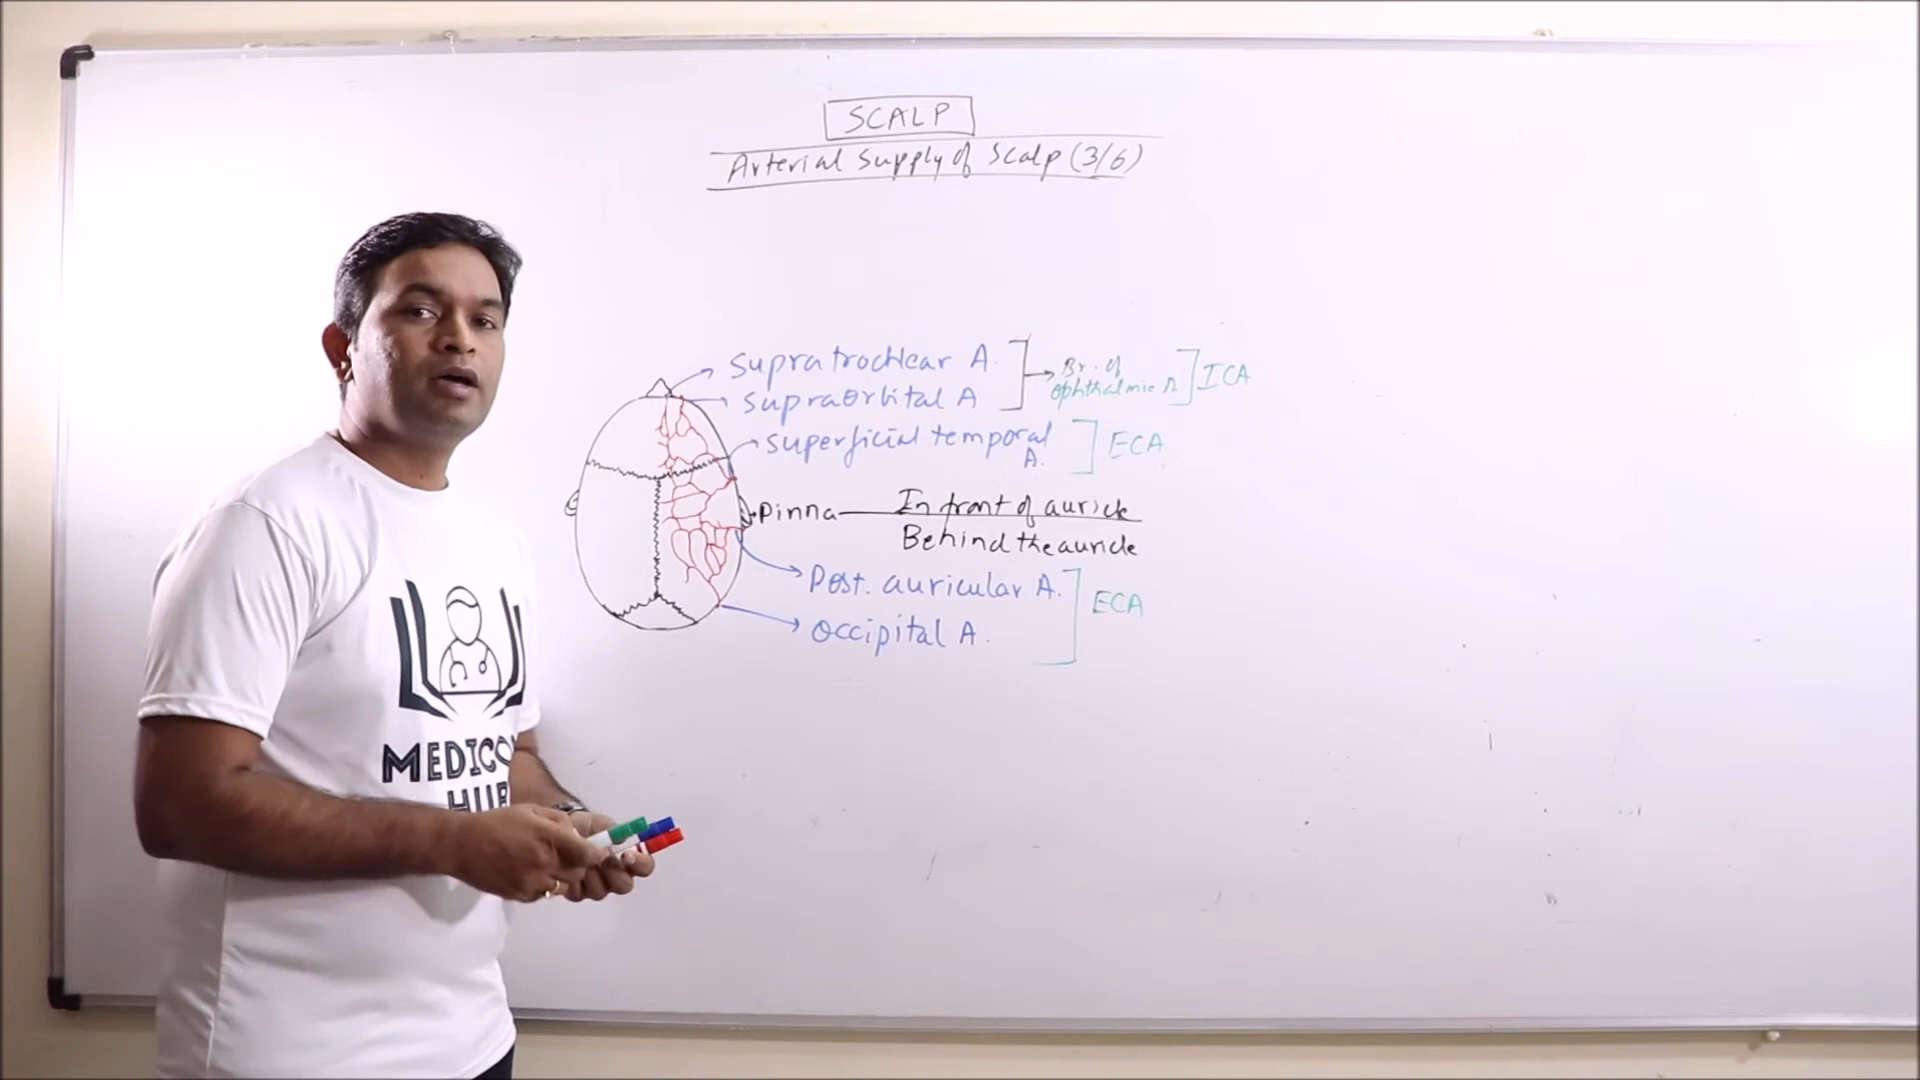 SCALP
Arterial Supply of Scalp (3/6)
Supratrochlear A.
Supraorbital A
Br. of
Ophthalmic A
ICA
Superficial temporal
A.
ECA
Pinna
In front of auricle
Behind the auricle
Post. auricular A.
Occipital A.
ECA
MEDICO
HUB